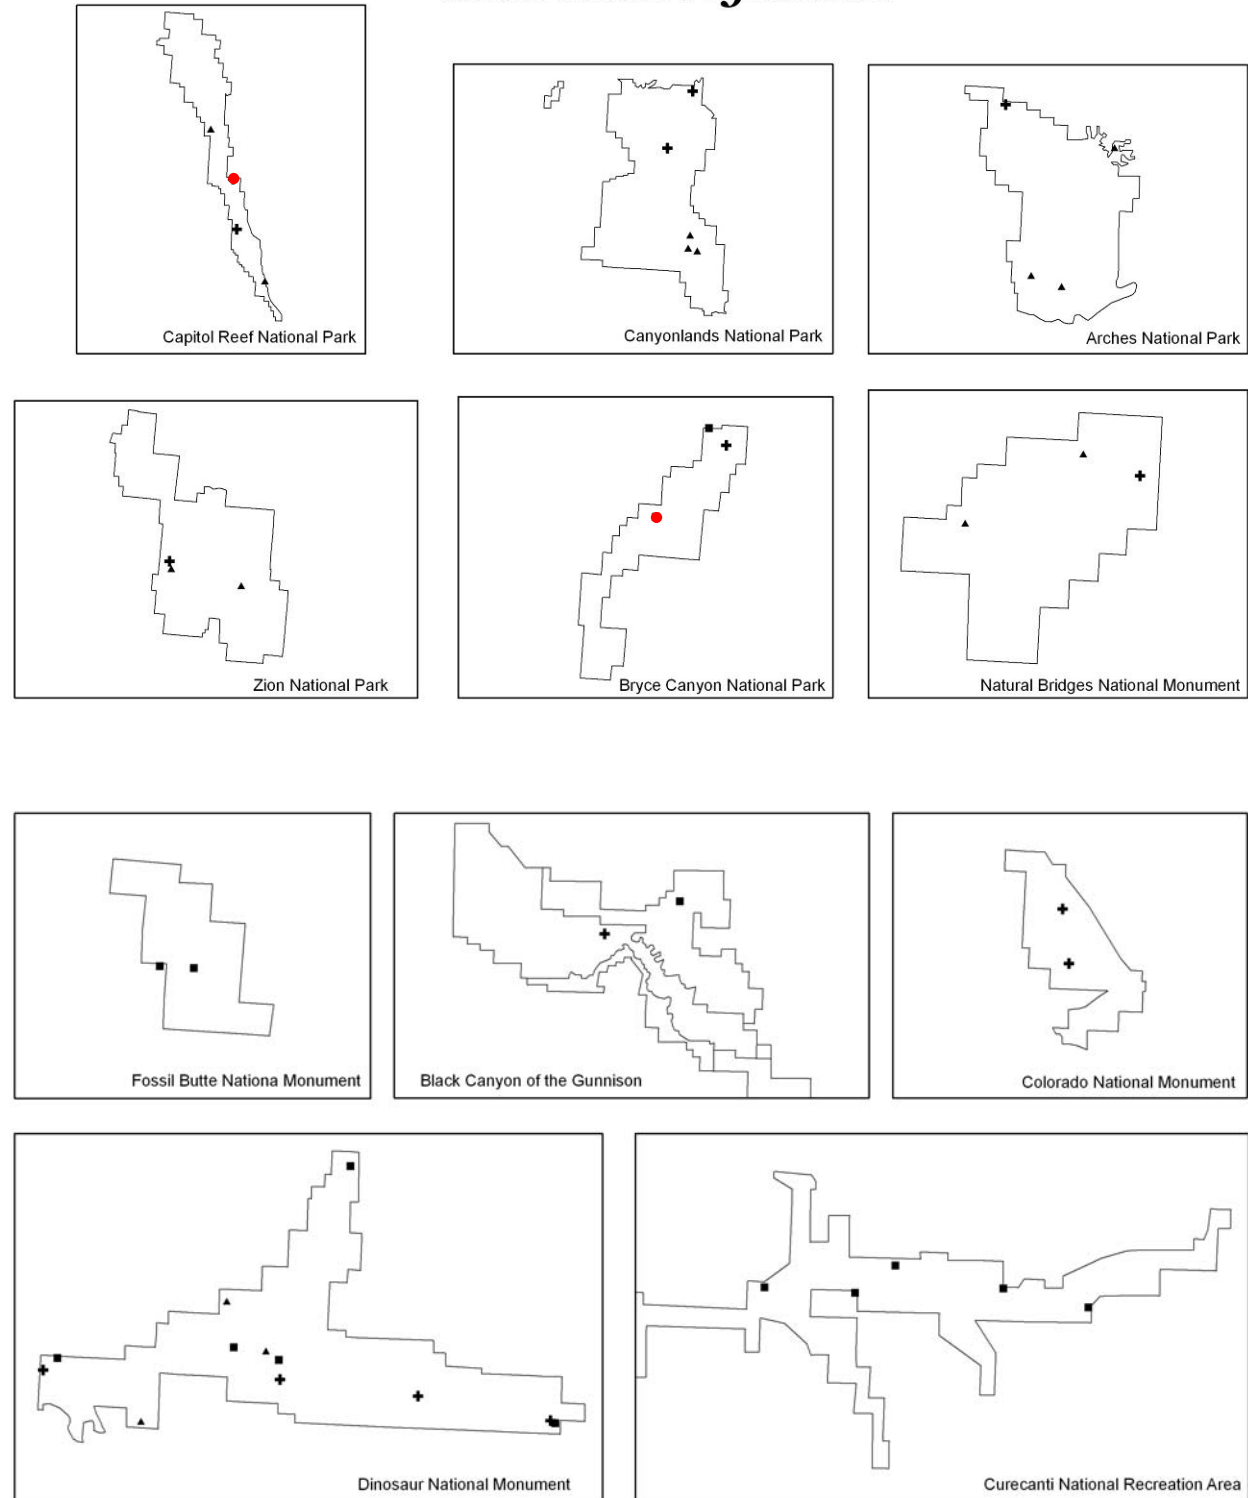 Capitol Reef National Park
Canyonlands National Park
Arches National Park
Zion National Park
Bryce Canyon National Park
Natural Bridges National Monument
Fossil Butte Nationa Monument
Black Canyon of the Gunnison
Colorado National Monument
Dinosaur National Monument
Curecanti National Recreation Area